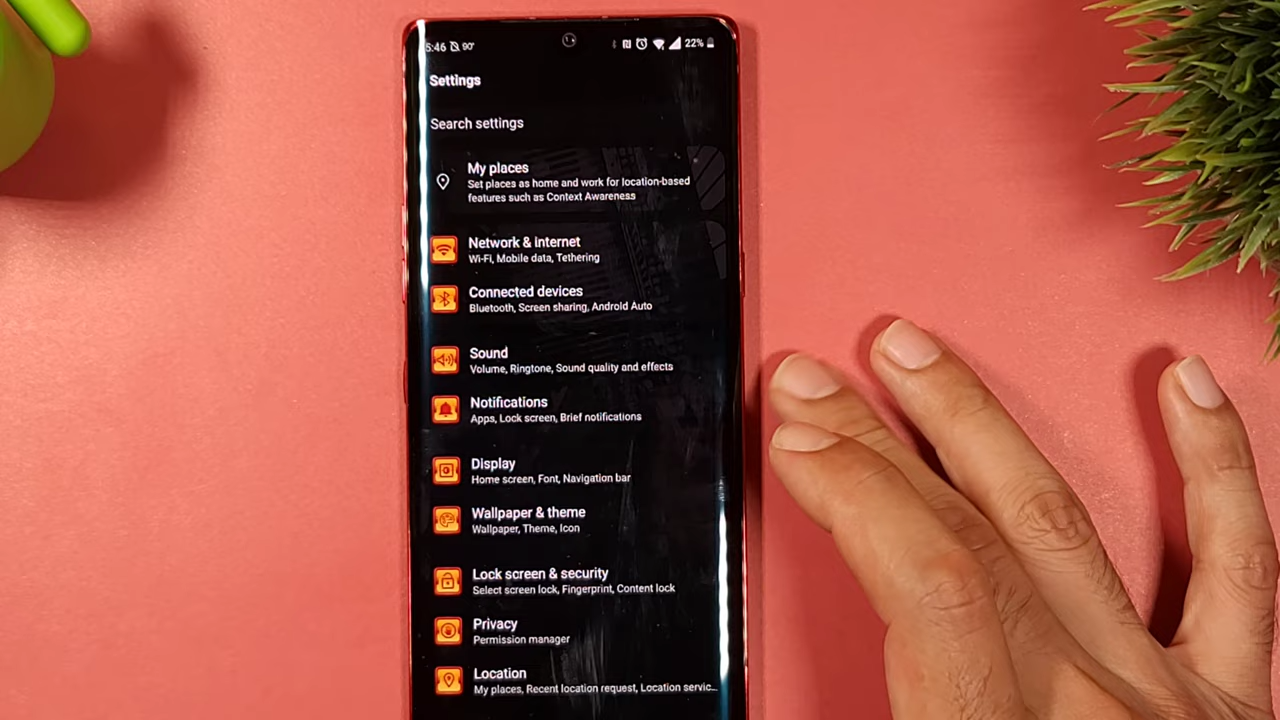 5:46 90° 22%
Settings
Search settings
My places
Set places as home and work for location-based
features such as Context Awareness
Network & internet
Wi-Fi, Mobile data, Tethering
Connected devices
Bluetooth, Screen sharing, Android Auto
Sound
Volume, Ringtone, Sound quality and effects
Notifications
Apps, Lock screen, Brief notifications
Display
Home screen, Font, Navigation bar
Wallpaper & theme
Wallpaper, Theme, Icon
Lock screen & security
Select screen lock, Fingerprint, Content lock
Privacy
Permission manager
Location
My places, Recent location request, Location servic...